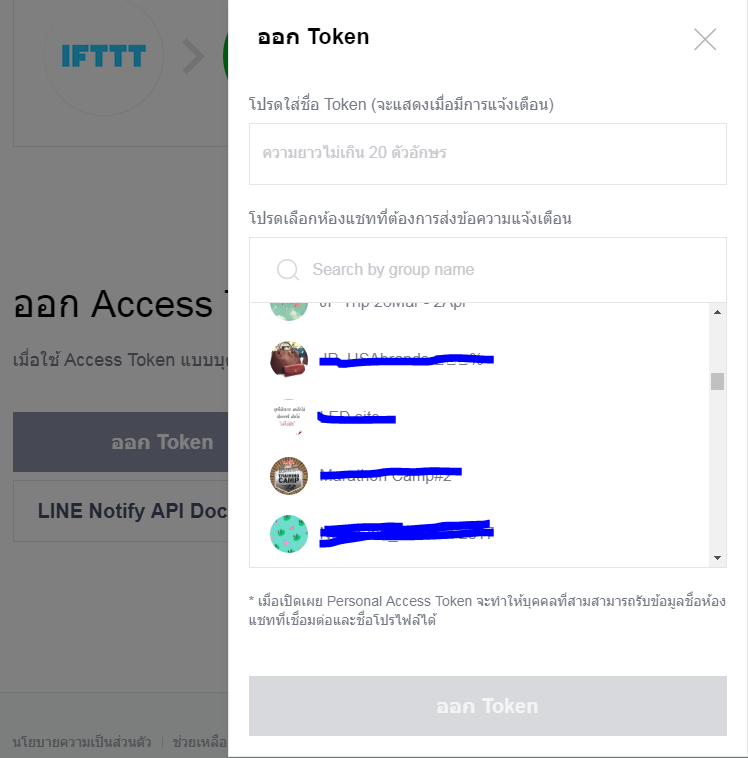 IFTTT
ออก Token
โปรดใส่ชื่อ Token (จะแสดงเมื่อมีการแจ้งเตือน)
ความยาวไม่เกิน 20 ตัวอักษร
โปรดเลือกห้องแชทที่ต้องการส่งข้อความแจ้งเตือน
Search by group name
JP Trip 26Mar - 2Apr
Marathon Camp#2
TRAINING
CAMP
* เมื่อเปิดเผย Personal Access Token จะทำให้บุคคลที่สามสามารถรับข้อมูลชื่อห้อง
แชทที่เชื่อมต่อและชื่อโปรไฟล์ได้
ออก Token
ออก Access
เมื่อใช้ Access Token แบบบุ
ออก Token
LINE Notify API Doc
นโยบายความเป็นส่วนตัว
ช่วยเหลือ